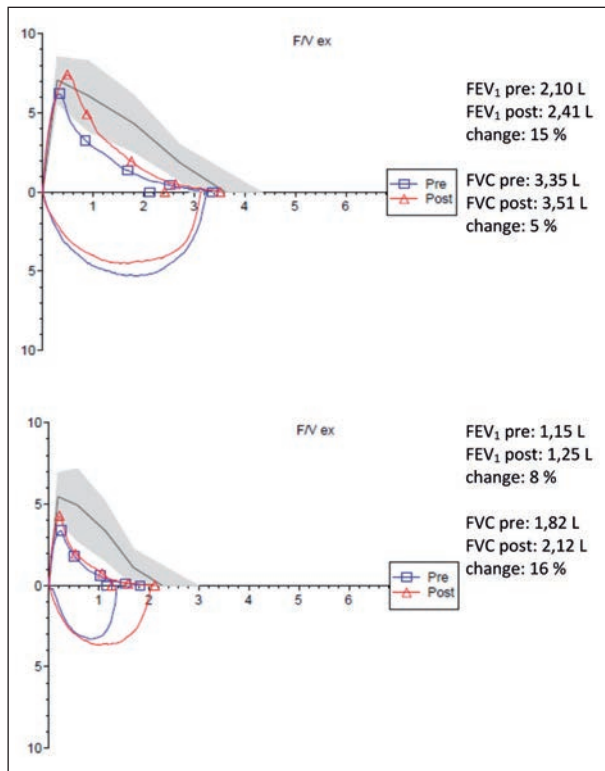 F/V ex
10
5
0
5
10
1 2 3 4 5 6
Pre
Post
FEV₁ pre: 2,10 L
FEV₁ post: 2,41 L
change: 15 %
FVC pre: 3,35 L
FVC post: 3,51 L
change: 5 %
F/V ex
10
5
0
5
10
1 2 3 4 5 6
Pre
Post
FEV₁ pre: 1,15 L
FEV₁ post: 1,25 L
change: 8 %
FVC pre: 1,82 L
FVC post: 2,12 L
change: 16 %